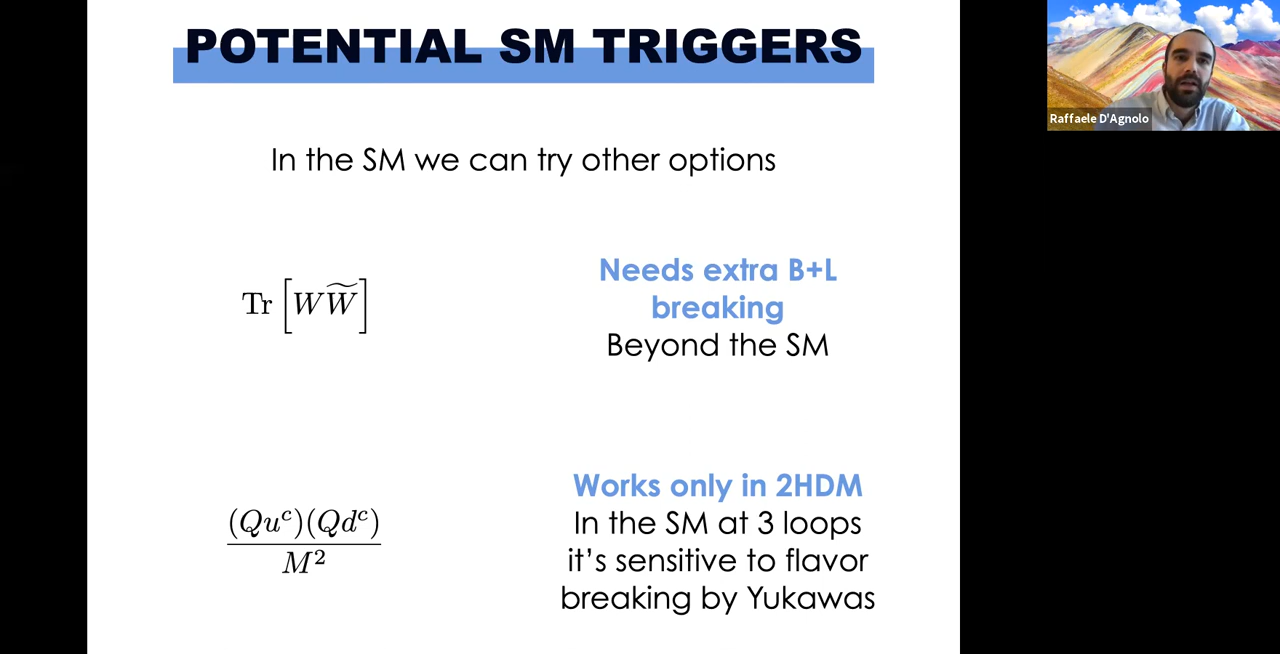 POTENTIAL SM TRIGGERS
Raffaele D'Agnolo
In the SM we can try other options
Tr [W\widetilde{W}]
Needs extra B+L
breaking
Beyond the SM
(Qu^c)(Qd^c)
M^2
Works only in 2HDM
In the SM at 3 loops
it's sensitive to flavor
breaking by Yukawas